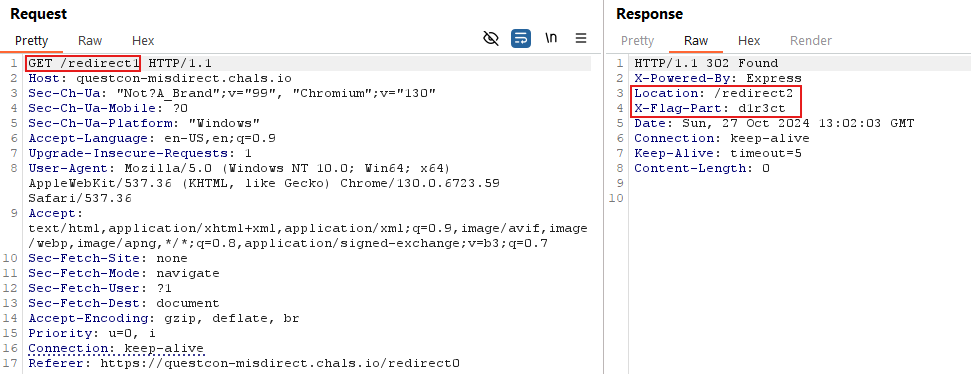 Request
Pretty Raw Hex \n
1 GET /redirect1 HTTP/1.1
2 Host: questcon-misdirect.chals.io
3 Sec-Ch-Ua: "Not?A_Brand";v="99", "Chromium";v="130"
4 Sec-Ch-Ua-Mobile: ?0
5 Sec-Ch-Ua-Platform: "Windows"
6 Accept-Language: en-US,en;q=0.9
7 Upgrade-Insecure-Requests: 1
8 User-Agent: Mozilla/5.0 (Windows NT 10.0; Win64; x64)
AppleWebKit/537.36 (KHTML, like Gecko) Chrome/130.0.6723.59
Safari/537.36
9 Accept:
text/html,application/xhtml+xml,application/xml;q=0.9,image/avif,image
/webp,image/apng,*/*;q=0.8,application/signed-exchange;v=b3;q=0.7
10 Sec-Fetch-Site: none
11 Sec-Fetch-Mode: navigate
12 Sec-Fetch-User: ?1
13 Sec-Fetch-Dest: document
14 Accept-Encoding: gzip, deflate, br
15 Priority: u=0, i
16 Connection: keep-alive
17 Referer: https://questcon-misdirect.chals.io/redirect0
Response
Pretty Raw Hex Render
1 HTTP/1.1 302 Found
2 X-Powered-By: Express
3 Location: /redirect2
4 X-Flag-Part: d1r3ct
5 Date: Sun, 27 Oct 2024 13:02:03 GMT
6 Connection: keep-alive
7 Keep-Alive: timeout=5
8 Content-Length: 0
9
10